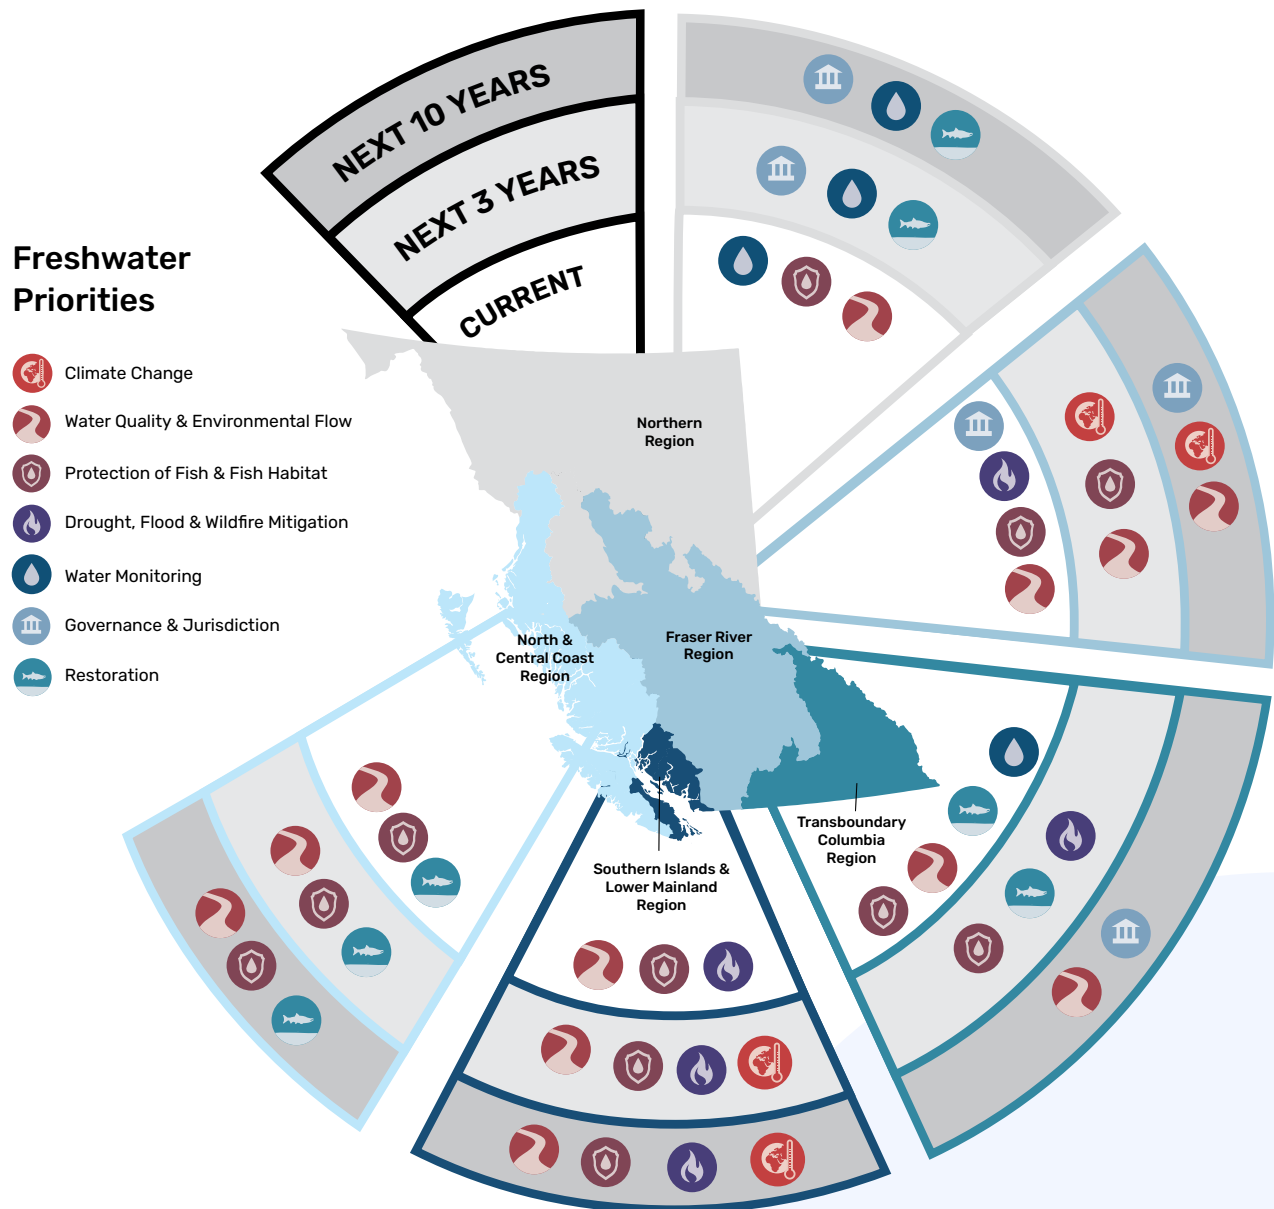 NEXT 10 YEARS
NEXT 3 YEARS
CURRENT
Freshwater
Priorities
Climate Change
Water Quality & Environmental Flow
Protection of Fish & Fish Habitat
Drought, Flood & Wildfire Mitigation
Water Monitoring
Governance & Jurisdiction
Restoration
Northern
Region
North &
Central Coast
Region
Fraser River
Region
Transboundary
Columbia
Region
Southern Islands &
Lower Mainland
Region